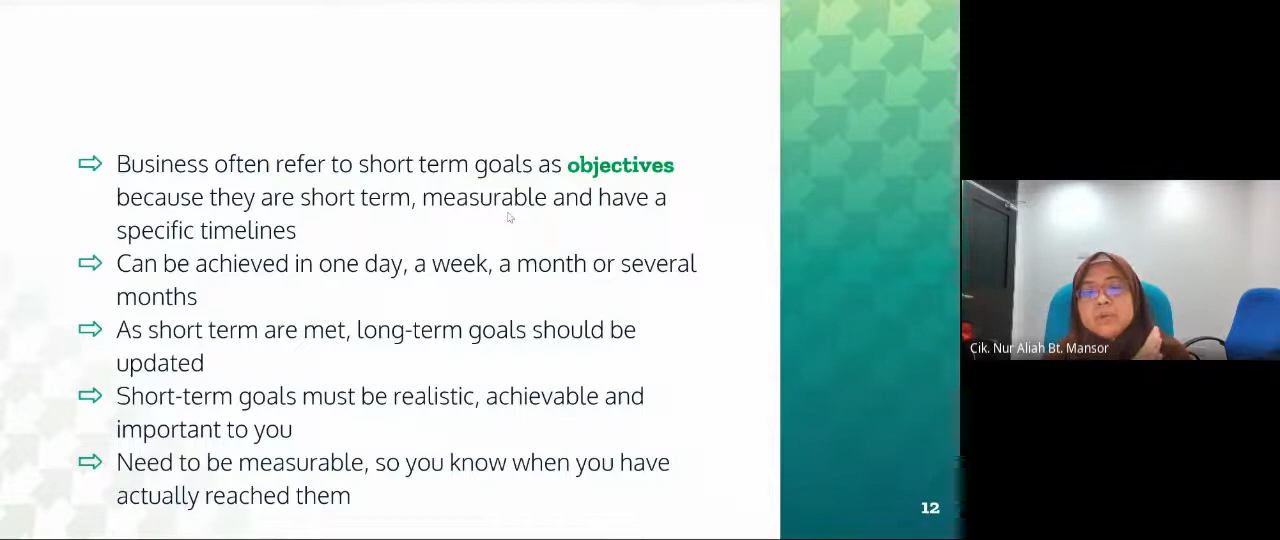 Business often refer to short term goals as objectives
because they are short term, measurable and have a
specific timelines
Can be achieved in one day, a week, a month or several
months
As short term are met, long-term goals should be
updated
Short-term goals must be realistic, achievable and
important to you
Need to be measurable, so you know when you have
actually reached them
12
Cik. Nur Aliah Bt. Mansor